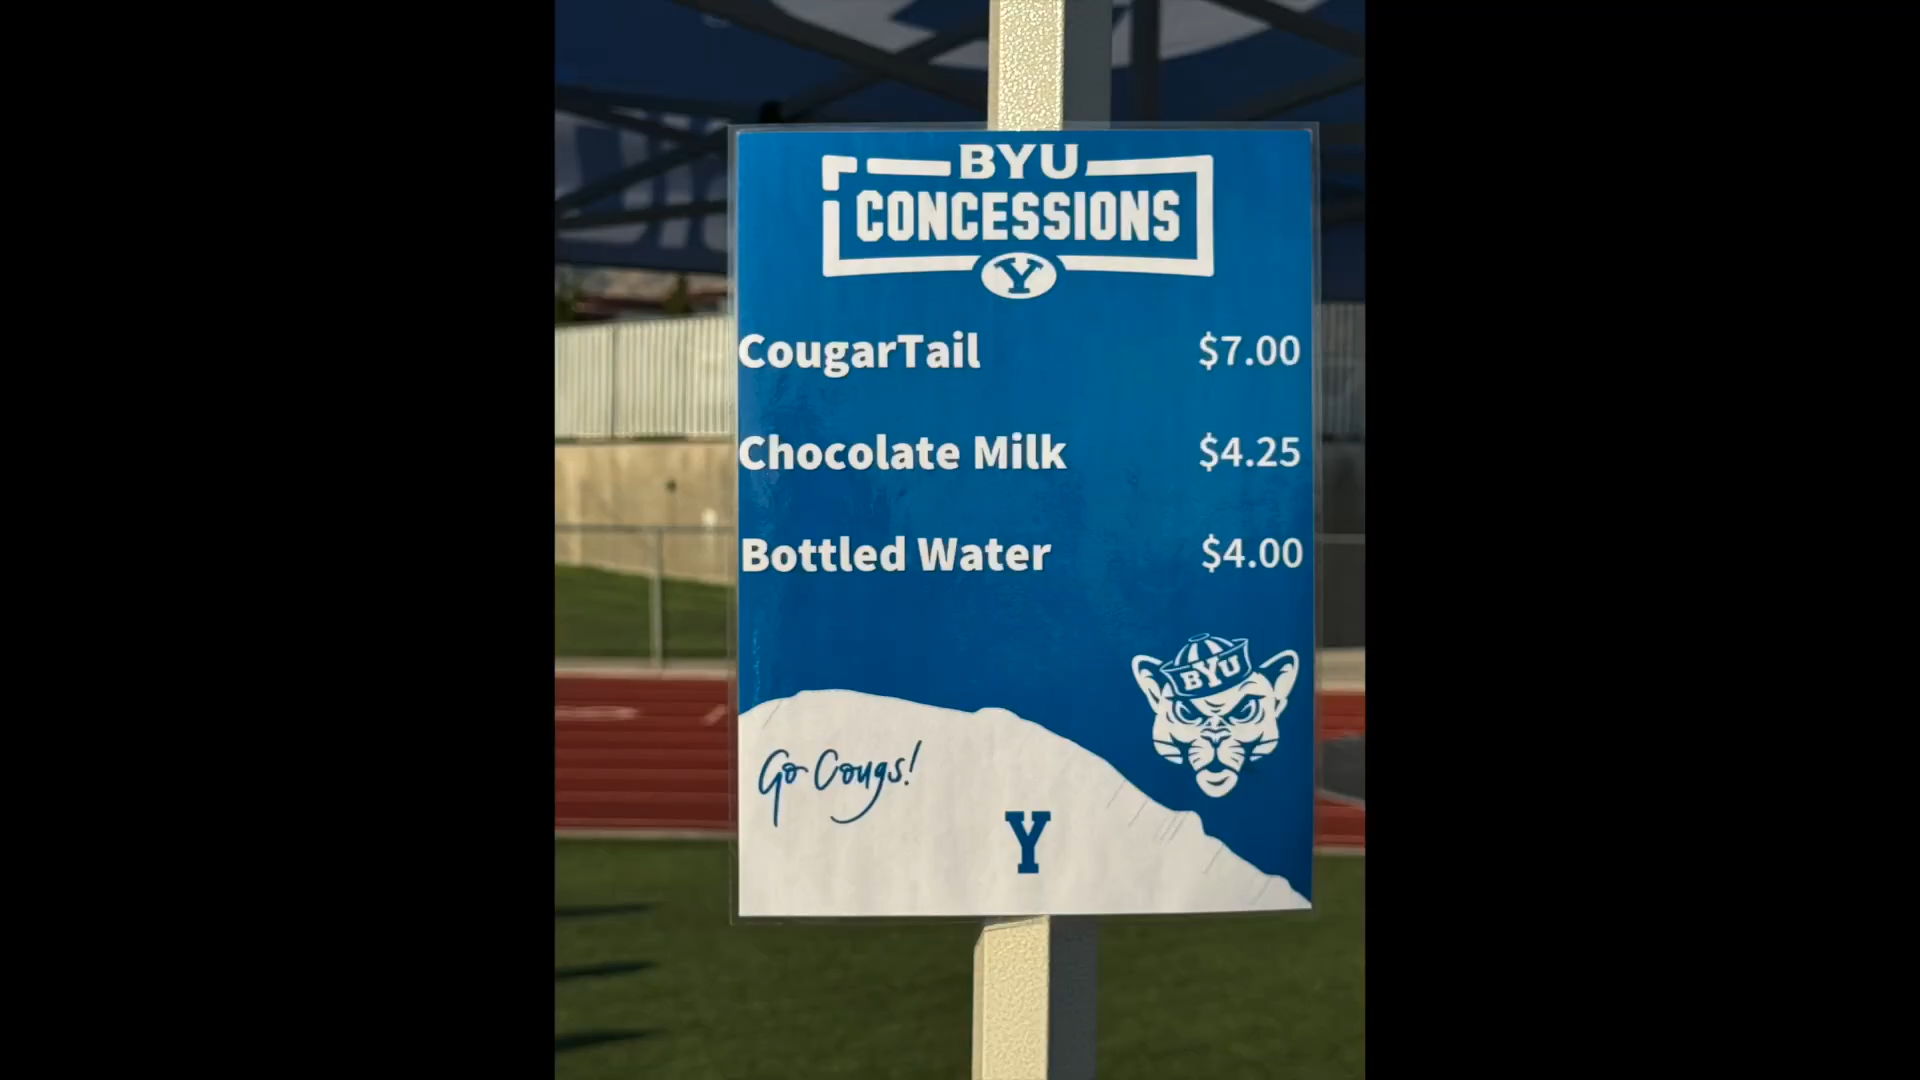 BYU
CONCESSIONS
Y
CougarTail $7.00
Chocolate Milk $4.25
Bottled Water $4.00
BYU
Go Cougs!
Y